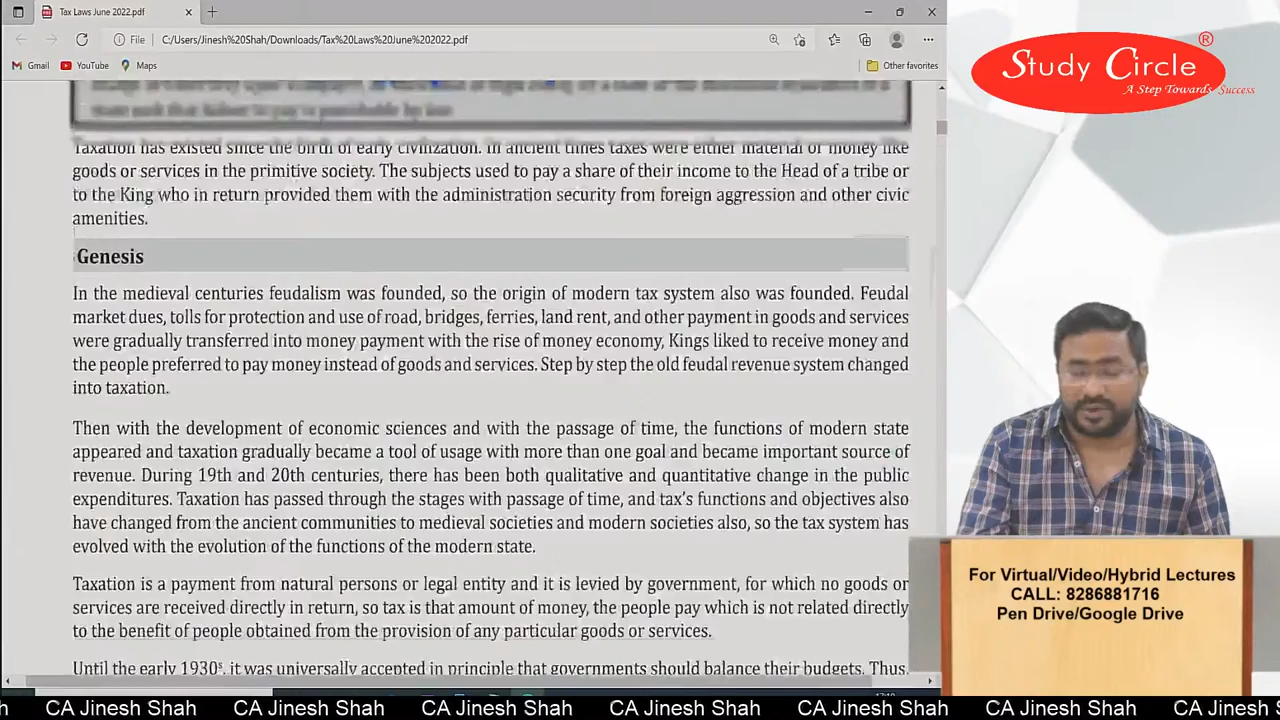 Tax Laws June 2022.pdf
File
C:/Users/Jinesh%20Shah/Downloads/Tax%20Laws%20June%202022.pdf
Gmail
YouTube
Maps
Other favorites
Taxation has existed since the birth of early civilization. In ancient times taxes were either material or money like
goods or services in the primitive society. The subjects used to pay a share of their income to the Head of a tribe or
to the King who in return provided them with the administration security from foreign aggression and other civic
amenities.
Genesis
In the medieval centuries feudalism was founded, so the origin of modern tax system also was founded. Feudal
market dues, tolls for protection and use of road, bridges, ferries, land rent, and other payment in goods and services
were gradually transferred into money payment with the rise of money economy, Kings liked to receive money and
the people preferred to pay money instead of goods and services. Step by step the old feudal revenue system changed
into taxation.
Then with the development of economic sciences and with the passage of time, the functions of modern state
appeared and taxation gradually became a tool of usage with more than one goal and became important source of
revenue. During 19th and 20th centuries, there has been both qualitative and quantitative change in the public
expenditures. Taxation has passed through the stages with passage of time, and tax's functions and objectives also
have changed from the ancient communities to medieval societies and modern societies also, so the tax system has
evolved with the evolution of the functions of the modern state.
Taxation is a payment from natural persons or legal entity and it is levied by government, for which no goods or
services are received directly in return, so tax is that amount of money, the people pay which is not related directly
to the benefit of people obtained from the provision of any particular goods or services.
Until the early 1930s, it was universally accepted in principle that governments should balance their budgets. Thus,
Study Circle ®
A Step Towards Success
For Virtual/Video/Hybrid Lectures
CALL: 8286881716
Pen Drive/Google Drive
h CA Jinesh Shah CA Jinesh Shah CA Jinesh Shah CA Jinesh Shah CA Jinesh Shah CA Jinesh Shah C